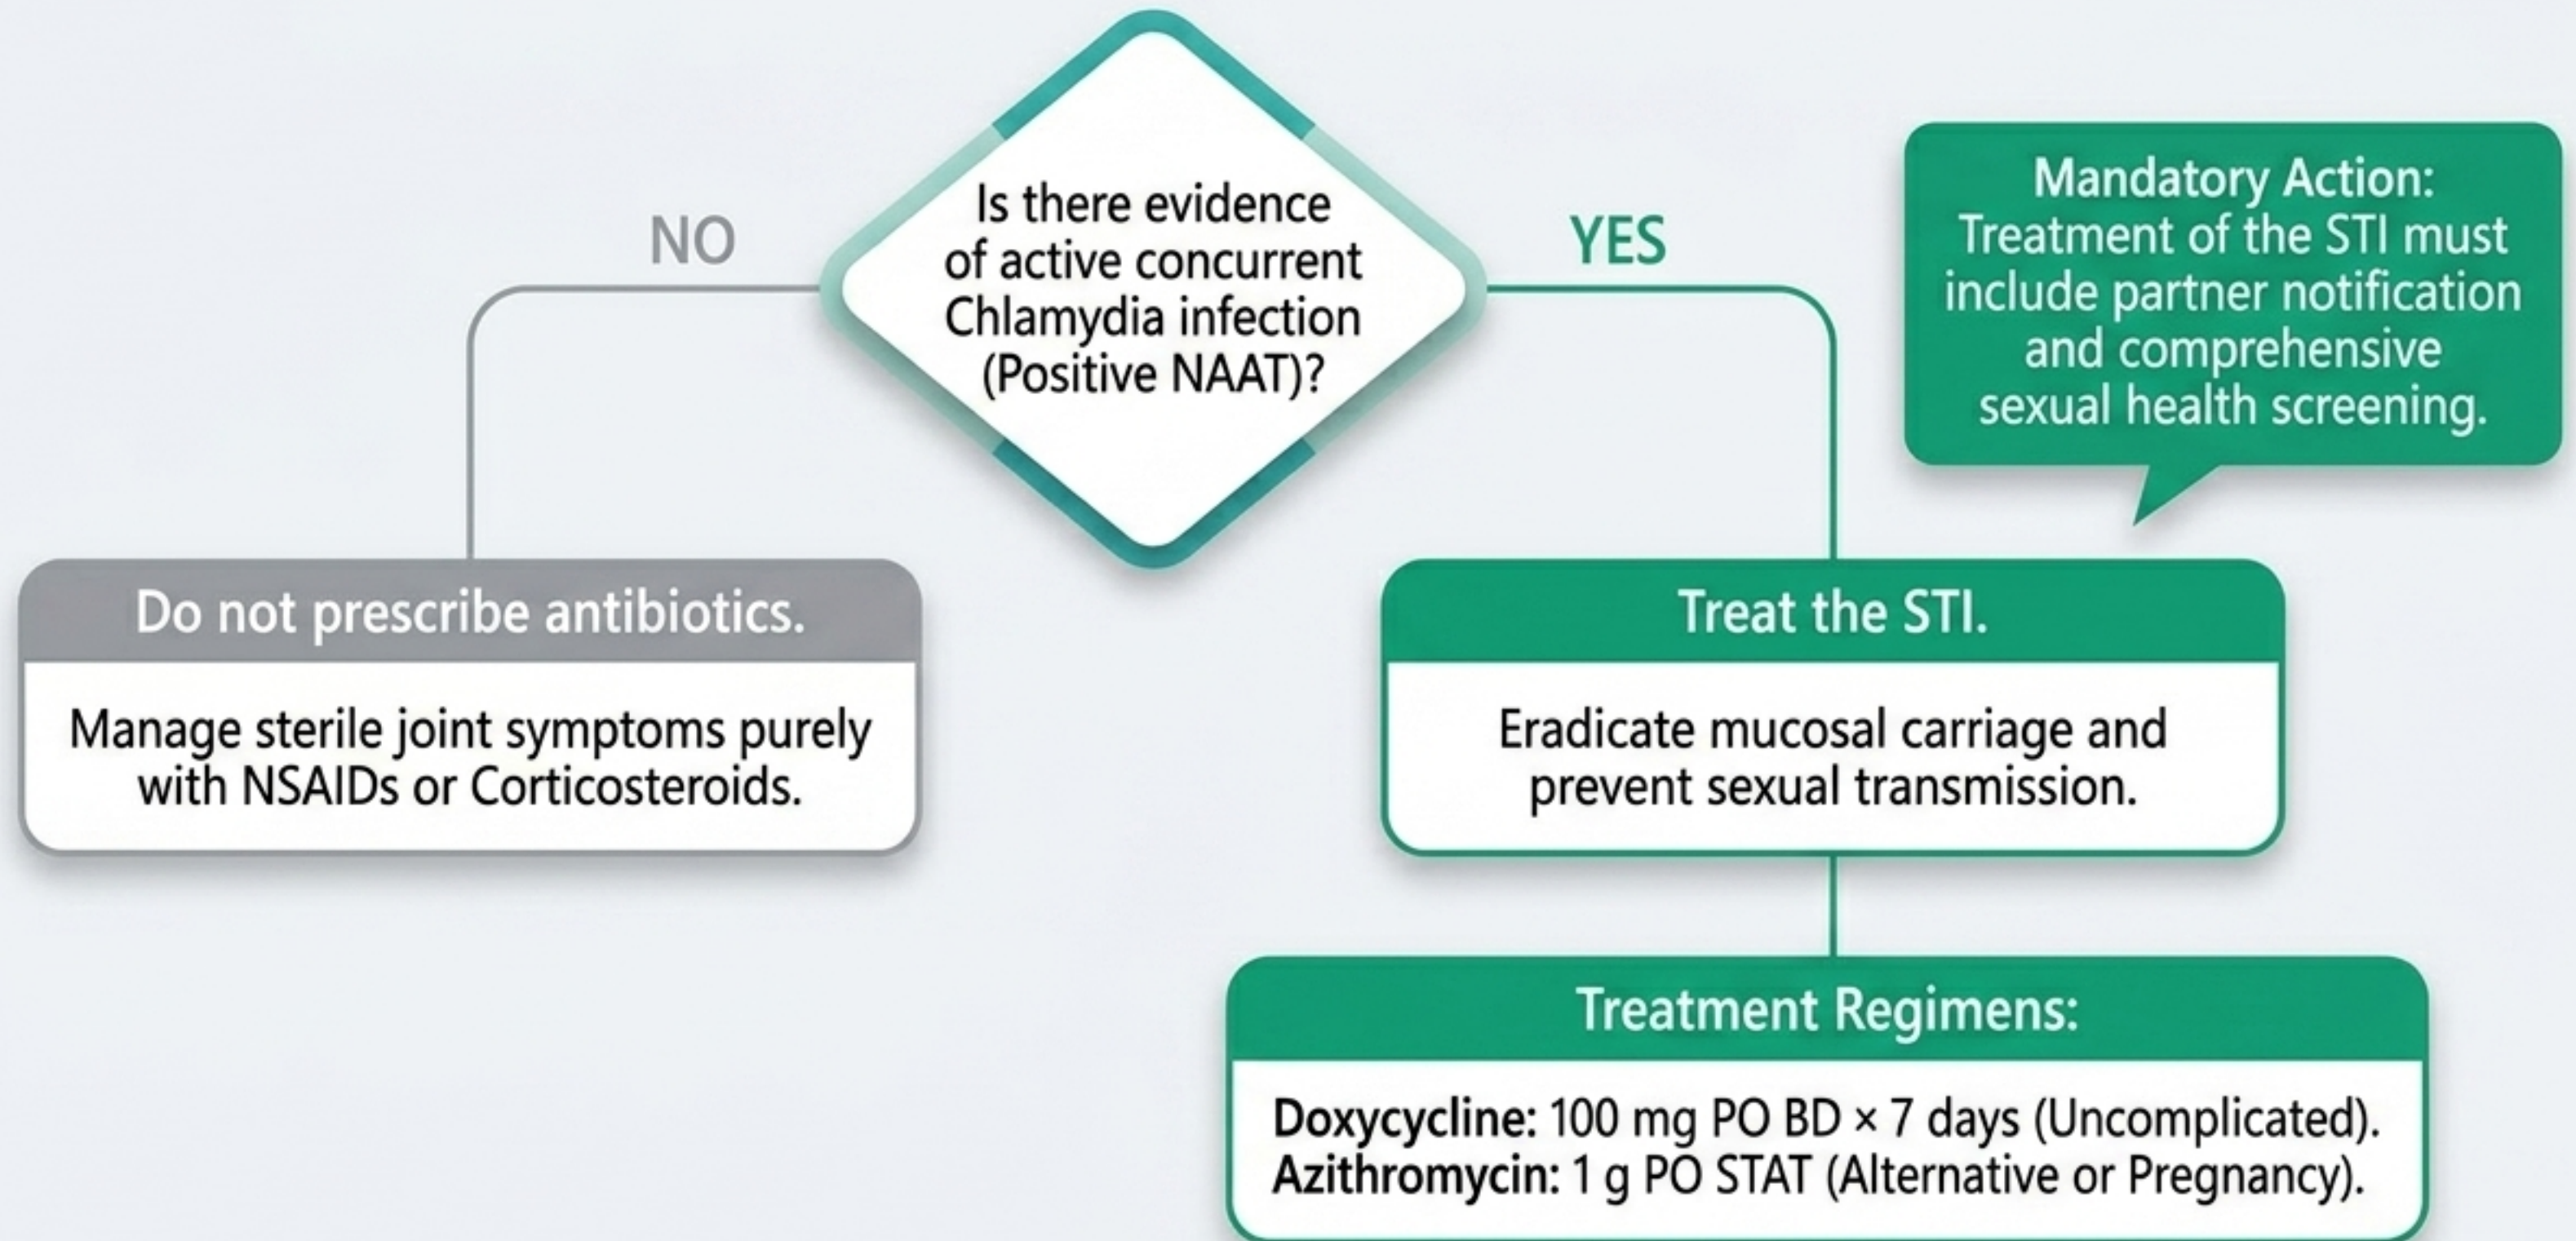 Is there evidence
of active concurrent
Chlamydia infection
(Positive NAAT)?
NO
YES
Mandatory Action:
Treatment of the STI must
include partner notification
and comprehensive
sexual health screening.
Do not prescribe antibiotics.
Manage sterile joint symptoms purely
with NSAIDs or Corticosteroids.
Treat the STI.
Eradicate mucosal carriage and
prevent sexual transmission.
Treatment Regimens:
Doxycycline: 100 mg PO BD × 7 days (Uncomplicated).
Azithromycin: 1 g PO STAT (Alternative or Pregnancy).